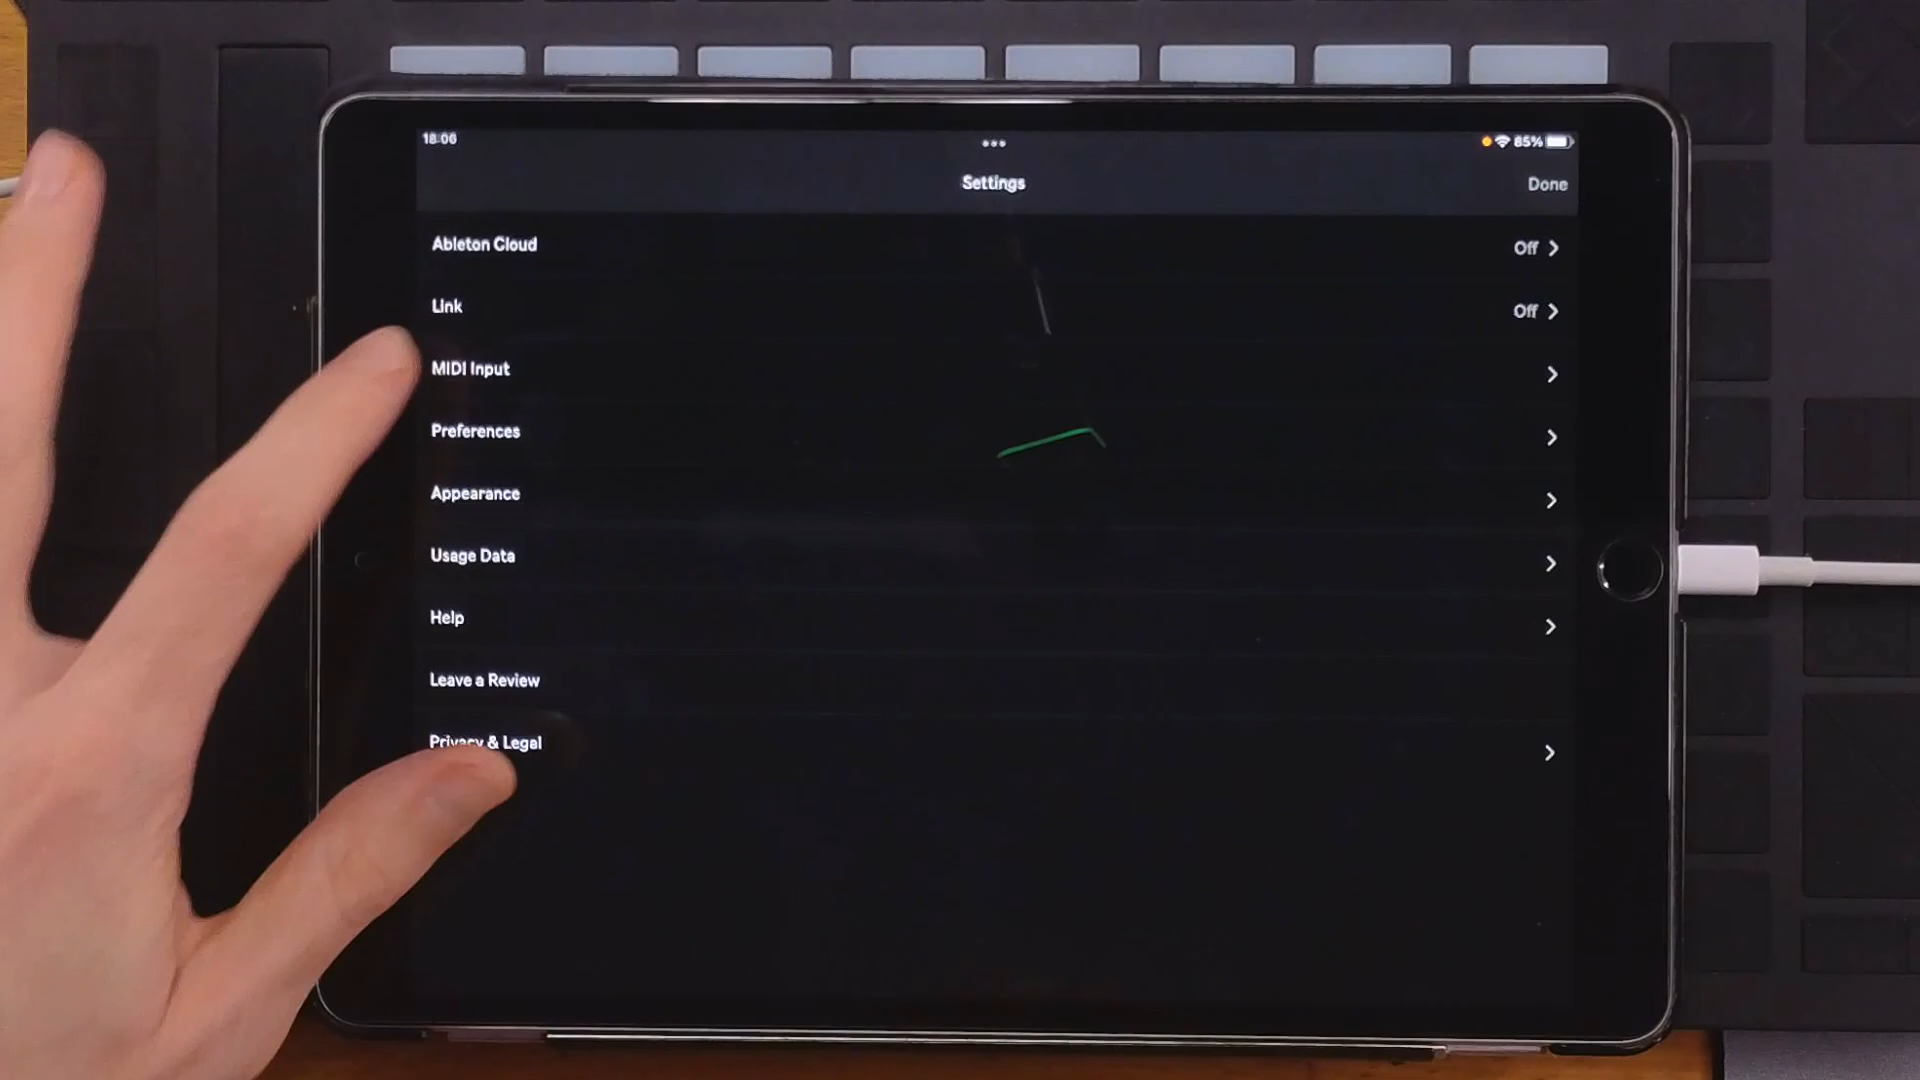 18:06
85%
Settings
Done
Ableton Cloud
Off
Link
Off
MIDI Input
Preferences
Appearance
Usage Data
Help
Leave a Review
Privacy & Legal